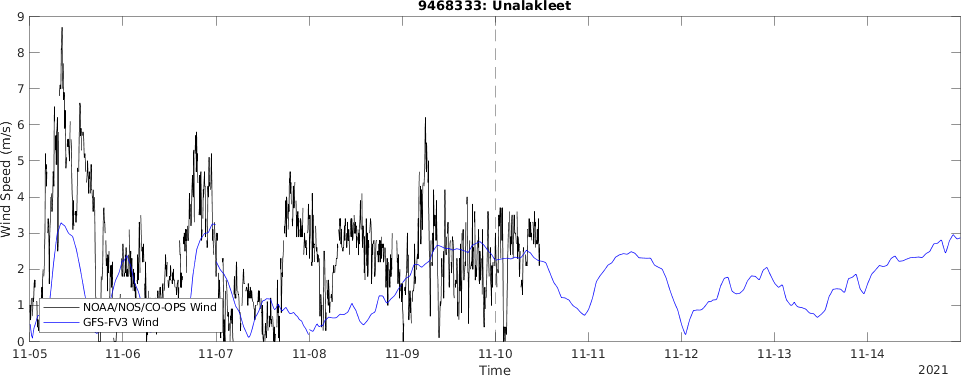 9468333: Unalakleet
9
8
7
6
5
4
3
2
1
0
Wind Speed (m/s)
NOAA/NOS/CO-OPS Wind
GFS-FV3 Wind
11-05 11-06 11-07 11-08 11-09 11-10 11-11 11-12 11-13 11-14
Time
2021